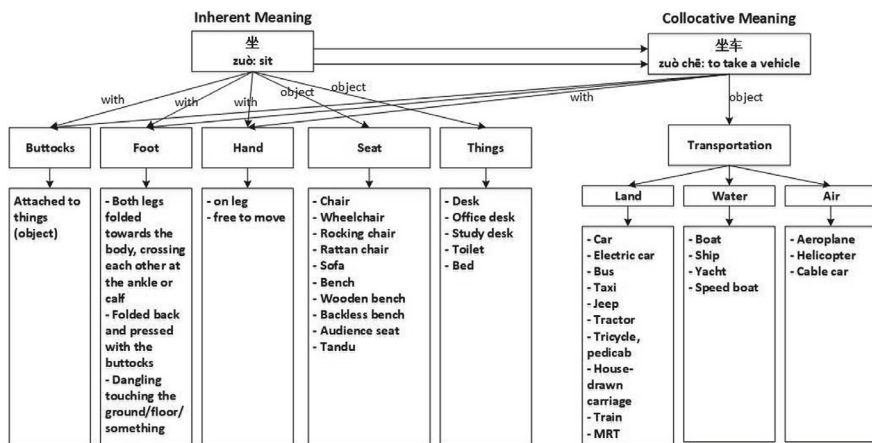 Inherent Meaning
Collocative Meaning
坐
zuò: sit
坐车
zuò chē: to take a vehicle
with
with
with
object
object
with
object
Buttocks
Foot
Hand
Seat
Things
Transportation
Attached to
things
(object)
- Both legs
folded
towards the
body, crossing
each other at
the ankle or
calf
- Folded back
and pressed
with the
buttocks
- Dangling
touching the
ground/floor/
something
- on leg
- free to move
- Chair
- Wheelchair
- Rocking chair
- Rattan chair
- Sofa
- Bench
- Wooden bench
- Backless bench
- Audience seat
- Tandu
- Desk
- Office desk
- Study desk
- Toilet
- Bed
Land
Water
Air
- Car
- Electric car
- Bus
- Taxi
- Jeep
- Tractor
- Tricycle,
pedicab
- House-
drawn
carriage
- Train
- MRT
- Boat
- Ship
- Yacht
- Speed boat
- Aeroplane
- Helicopter
- Cable car